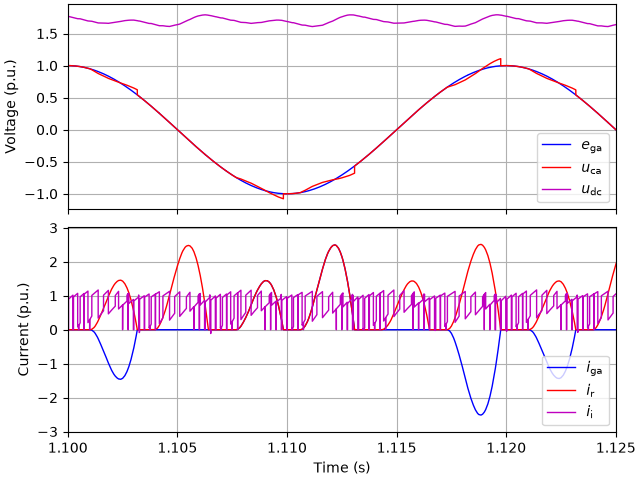 Voltage (p.u.)
1.5
1.0
0.5
0.0
−0.5
−1.0
e_ga
u_ca
u_dc
Current (p.u.)
3
2
1
0
−1
−2
−3
i_ga
i_r
i_i
1.100 1.105 1.110 1.115 1.120 1.125
Time (s)